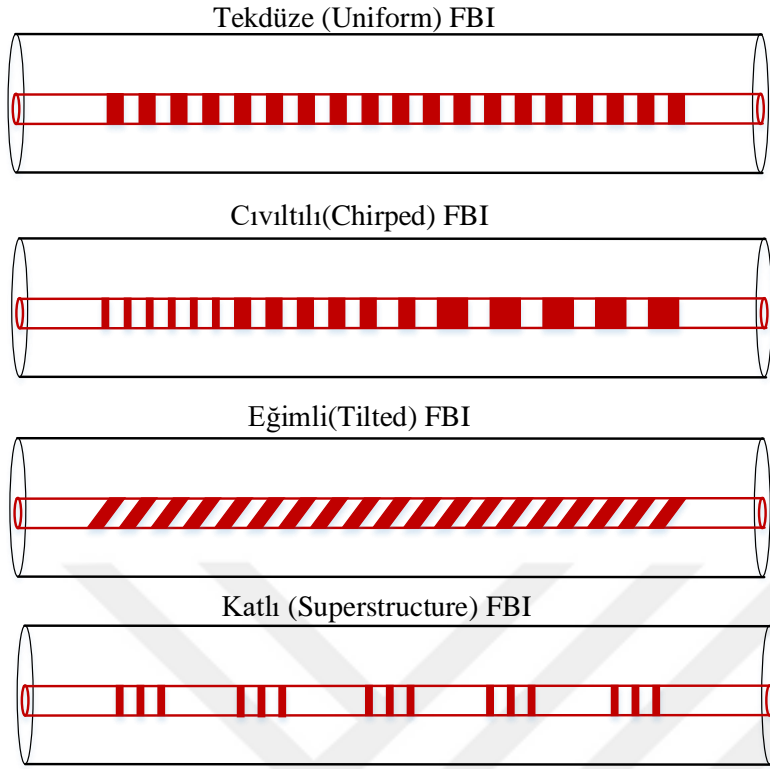 Tekdüze (Uniform) FBI
Cıvıltılı(Chirped) FBI
Eğimli(Tilted) FBI
Katlı (Superstructure) FBI